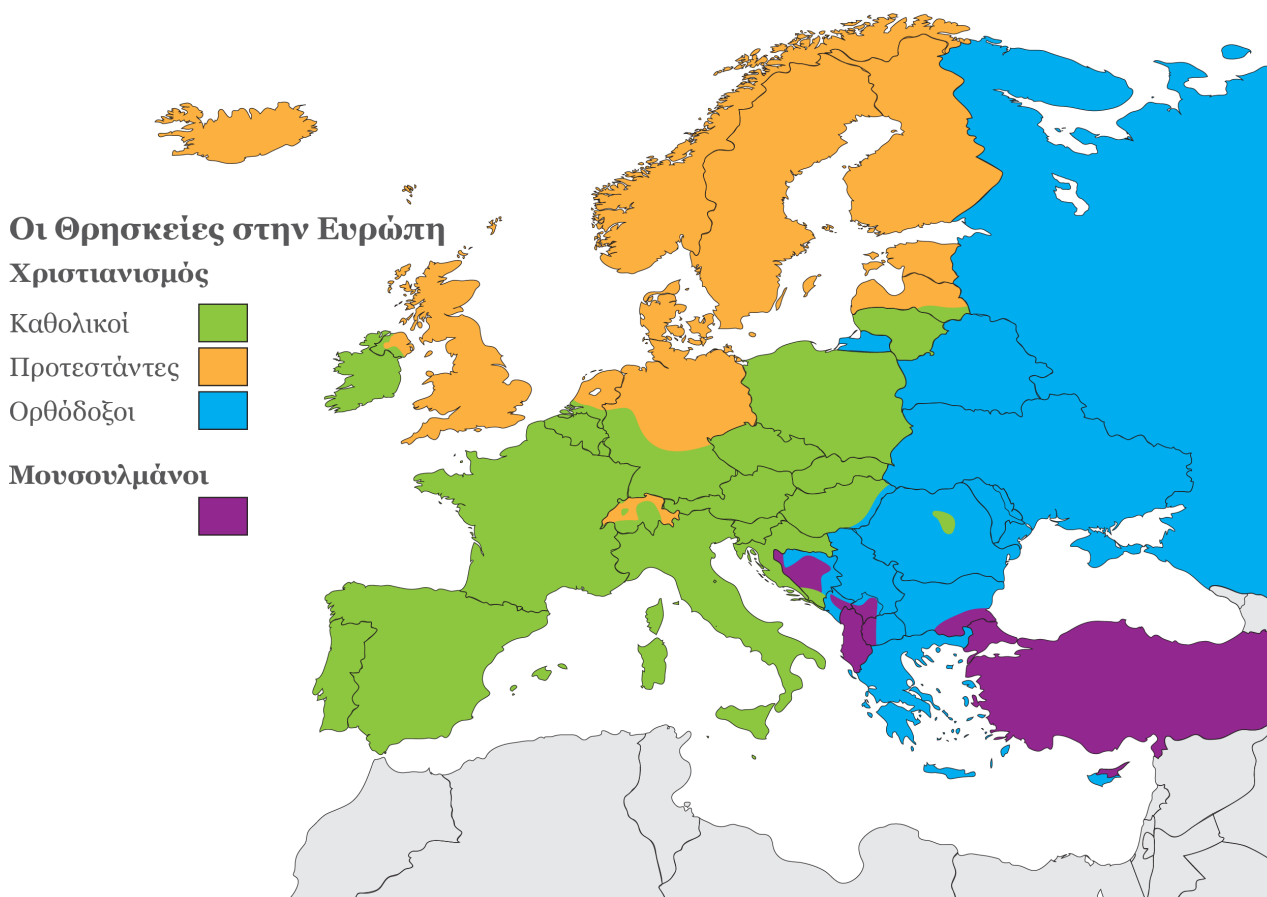 Οι Θρησκείες στην Ευρώπη
Χριστιανισμός
Καθολικοί
Προτεστάντες
Ορθόδοξοι
Μουσουλμάνοι